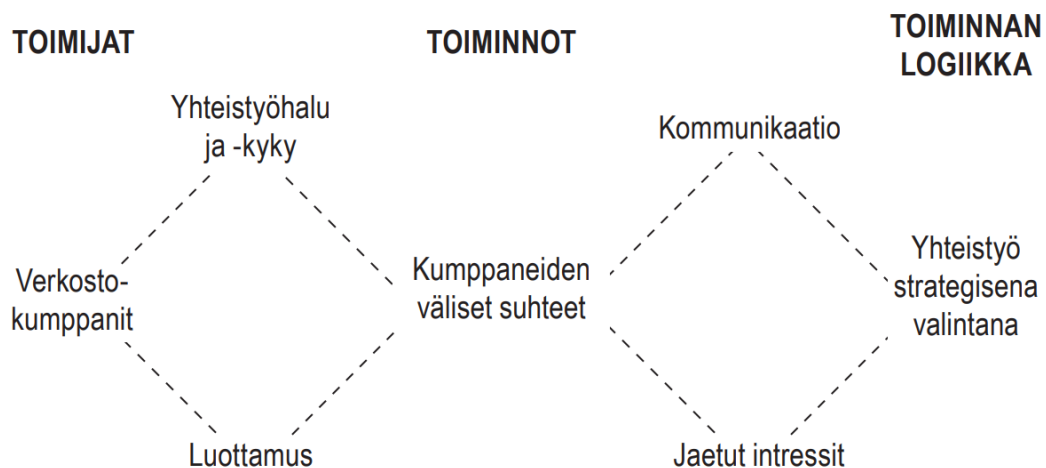 TOIMIJAT
TOIMINNOT
TOIMINNAN
LOGIIKKA
Yhteistyöhalu
ja -kyky
Kommunikaatio
Verkosto-
kumppanit
Kumppaneiden
väliset suhteet
Yhteistyö
strategisena
valintana
Luottamus
Jaetut intressit